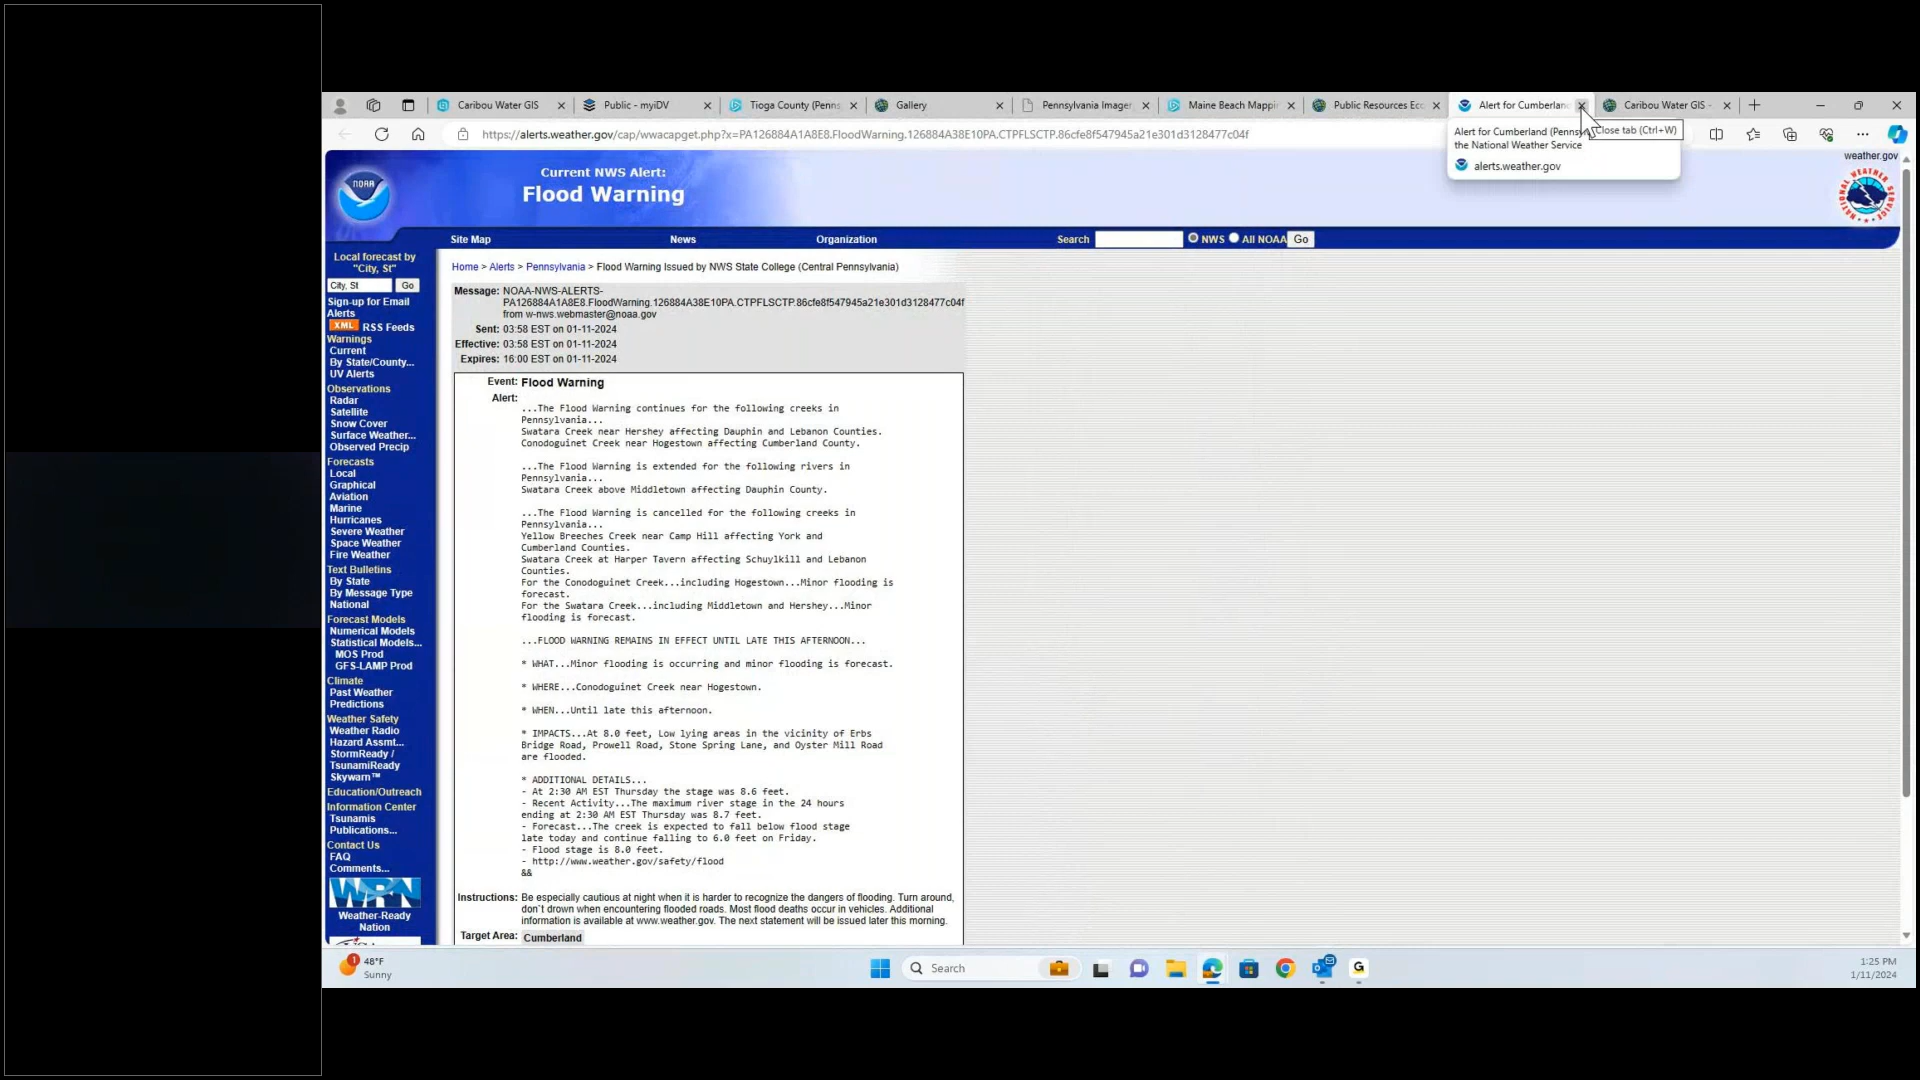 Caribou Water GIS
Public - myiDV
Tioga County (Penns
Gallery
Pennsylvania Imager
Maine Beach Mappi
Public Resources Ec
Alert for Cumberlan
Caribou Water GIS -
https://alerts.weather.gov/cap/wwacapget.php?x=PA126884A1A8E8.FloodWarning.126884A38E10PA.CTPFLSCTP.86cfe8f547945a21e301d3128477c04f
Alert for Cumberland (Pennsy
the National Weather Service
alerts.weather.gov
Close tab (Ctrl+W)
weather.gov
NOAA
Current NWS Alert:
Flood Warning
Site Map
News
Organization
Search
NWS
All NOAA
Go
Local forecast by
"City, St"
City, St
Go
Sign-up for Email
Alerts
XML RSS Feeds
Warnings
Current
By State/County...
UV Alerts
Observations
Radar
Satellite
Snow Cover
Surface Weather...
Observed Precip
Forecasts
Local
Graphical
Aviation
Marine
Hurricanes
Severe Weather
Space Weather
Fire Weather
Text Bulletins
By State
By Message Type
National
Forecast Models
Numerical Models
Statistical Models...
MOS Prod
GFS-LAMP Prod
Climate
Past Weather
Predictions
Weather Safety
Weather Radio
Hazard Assmt...
StormReady /
TsunamiReady
Skywarn™
Education/Outreach
Information Center
Tsunamis
Publications...
Contact Us
FAQ
Comments...
WRN
Weather-Ready
Nation
Home > Alerts > Pennsylvania > Flood Warning Issued by NWS State College (Central Pennsylvania)
Message: NOAA-NWS-ALERTS-
PA126884A1A8E8.FloodWarning.126884A38E10PA.CTPFLSCTP.86cfe8f547945a21e301d3128477c04f
from w-nws.webmaster@noaa.gov
Sent: 03:58 EST on 01-11-2024
Effective: 03:58 EST on 01-11-2024
Expires: 16:00 EST on 01-11-2024
Event: Flood Warning
Alert:
...The Flood Warning continues for the following creeks in
Pennsylvania...
Swatara Creek near Hershey affecting Dauphin and Lebanon Counties.
Conodoguinet Creek near Hogestown affecting Cumberland County.
...The Flood Warning is extended for the following rivers in
Pennsylvania...
Swatara Creek above Middletown affecting Dauphin County.
...The Flood Warning is cancelled for the following creeks in
Pennsylvania...
Yellow Breeches Creek near Camp Hill affecting York and
Cumberland Counties.
Swatara Creek at Harper Tavern affecting Schuylkill and Lebanon
Counties.
For the Conodoguinet Creek...including Hogestown...Minor flooding is
forecast.
For the Swatara Creek...including Middletown and Hershey...Minor
flooding is forecast.
...FLOOD WARNING REMAINS IN EFFECT UNTIL LATE THIS AFTERNOON...
* WHAT...Minor flooding is occurring and minor flooding is forecast.
* WHERE...Conodoguinet Creek near Hogestown.
* WHEN...Until late this afternoon.
* IMPACTS...At 8.0 feet, Low lying areas in the vicinity of Erbs
Bridge Road, Prowell Road, Stone Spring Lane, and Oyster Mill Road
are flooded.
* ADDITIONAL DETAILS...
- At 2:30 AM EST Thursday the stage was 8.6 feet.
- Recent Activity...The maximum river stage in the 24 hours
ending at 2:30 AM EST Thursday was 8.7 feet.
- Forecast...The creek is expected to fall below flood stage
late today and continue falling to 6.0 feet on Friday.
- Flood stage is 8.0 feet.
- http://www.weather.gov/safety/flood
&&
Instructions: Be especially cautious at night when it is harder to recognize the dangers of flooding. Turn around,
don`t drown when encountering flooded roads. Most flood deaths occur in vehicles. Additional
information is available at www.weather.gov. The next statement will be issued later this morning.
Target Area: Cumberland
1
48°F
Sunny
Search
G
1:25 PM
1/11/2024